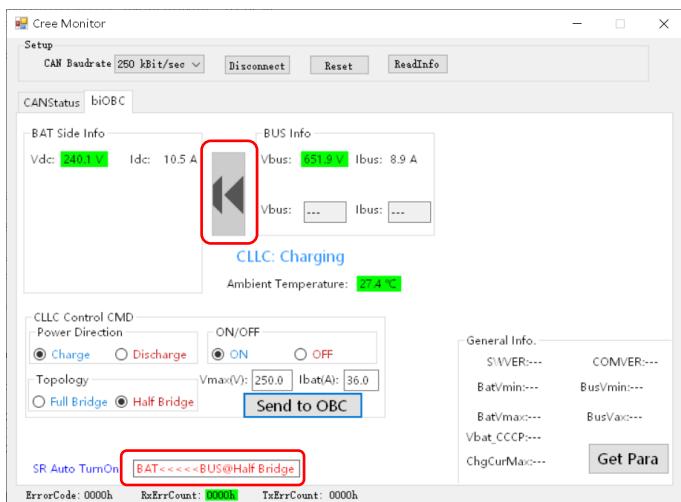 Cree Monitor
Setup
CAN Baudrate 250 kBit/sec Disconnect Reset ReadInfo
CANStatus biOBC
BAT Side Info
Vdc: 240.1 V Idc: 10.5 A
BUS Info
Vbus: 651.9 V Ibus: 8.9 A
Vbus: --- Ibus: ---
CLLC: Charging
Ambient Temperature: 27.4 ℃
CLLC Control CMD
Power Direction
Charge Discharge
ON/OFF
ON OFF
Topology
Full Bridge Half Bridge
Vmax(V): 250.0 Ibat(A): 36.0
Send to OBC
SR Auto TurnOn BAT<<<<<BUS@Half Bridge
General Info.
SWVER:--- COMVER:---
BatVmin:--- BusVmin:---
BatVmax:--- BusVax:---
Vbat_CCCP:---
ChgCurMax:--- Get Para
ErrorCode: 0000h RxErrCount: 0000h TxErrCount: 0000h